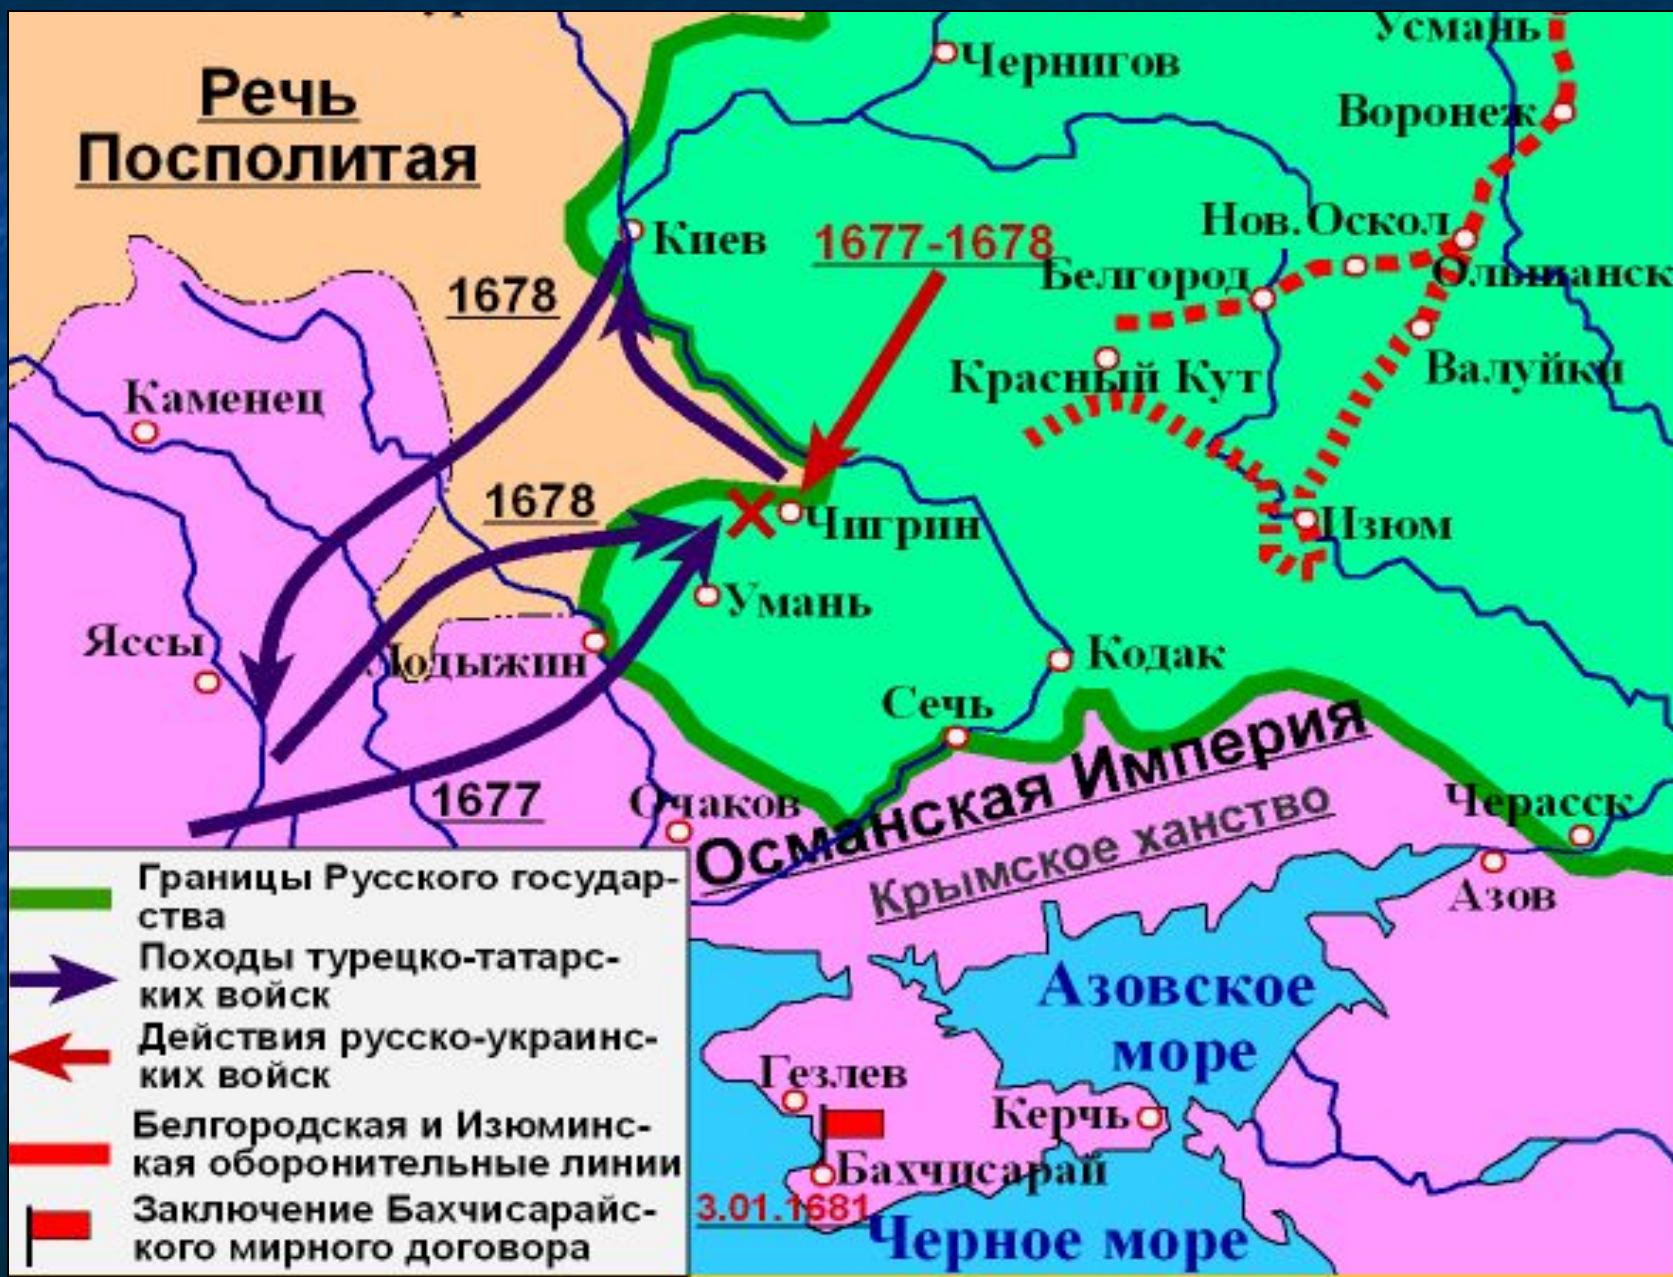 Усмань
Чернигов
Речь
Посполитая
Воронеж
Нов.Оскол
Киев
1677-1678
Белгород
Ольшанск
1678
Красный Кут
Валуйки
Каменец
1678
Чигрин
Изюм
Умань
Яссы
Лодыжин
Кодак
Сечь
Османская Империя
1677
Очаков
Крымское ханство
Черасск
Азов
Границы Русского государ-
ства
Походы турецко-татарс-
ких войск
Действия русско-украинс-
ких войск
Белгородская и Изюминс-
кая оборонительные линии
Заключение Бахчисарайс-
кого мирного договора
Азовское
море
Гезлев
Керчь
Бахчисарай
3.01.1681
Черное море